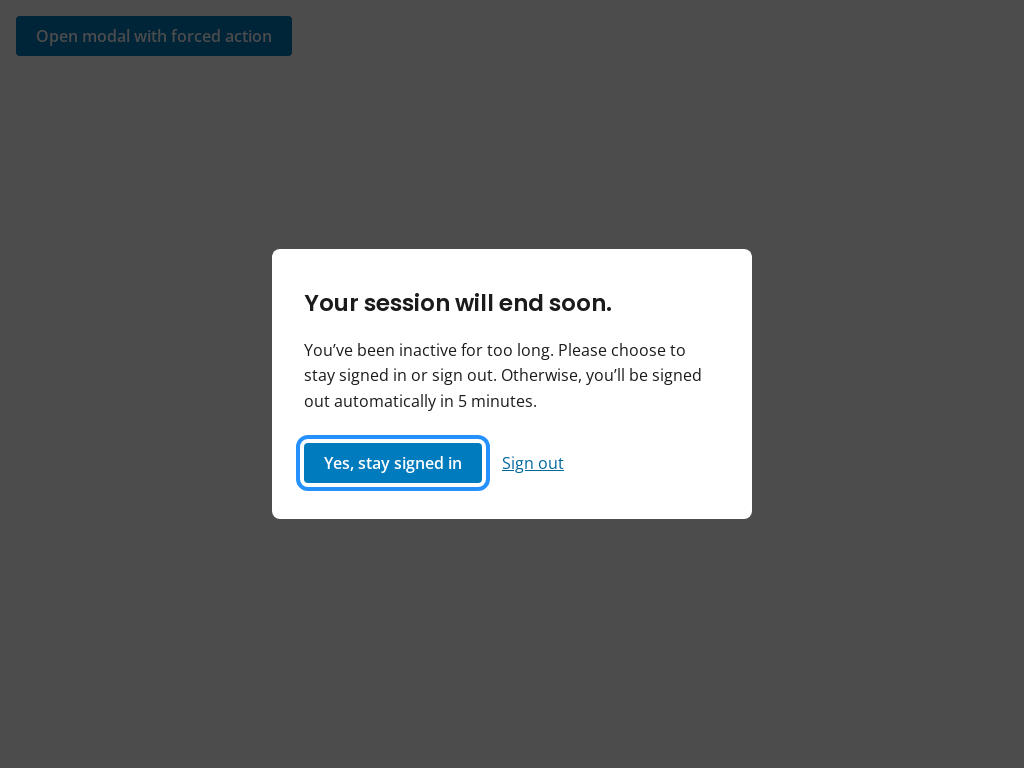 Open modal with forced action
Your session will end soon.
You’ve been inactive for too long. Please choose to
stay signed in or sign out. Otherwise, you’ll be signed
out automatically in 5 minutes.
Yes, stay signed in
Sign out